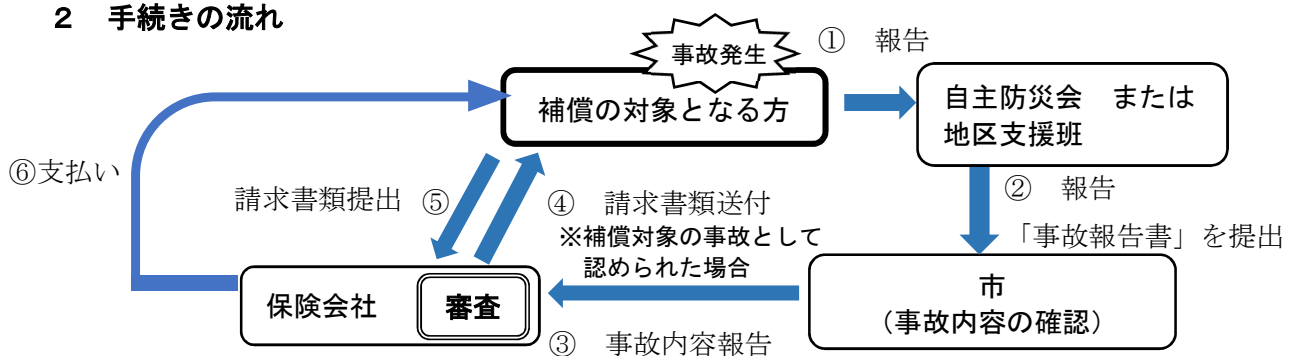 ２　手続きの流れ
事故発生
①　報告
補償の対象となる方
自主防災会　または
地区支援班
⑥支払い
②　報告
請求書類提出　⑤
④　請求書類送付
※補償対象の事故として
認められた場合
「事故報告書」を提出
保険会社
審査
市
（事故内容の確認）
③　事故内容報告